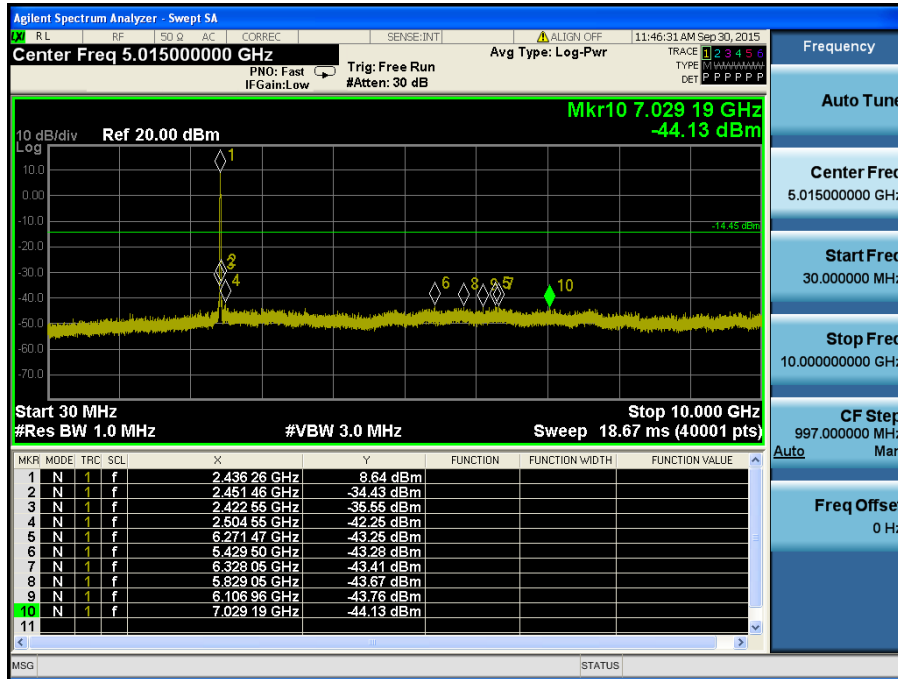 Agilent Spectrum Analyzer - Swept SA
LXI RL RF 50 Ω AC CORREC SENSE:INT ALIGN OFF 11:46:31 AM Sep 30, 2015
Center Freq 5.015000000 GHz
PNO: Fast
IFGain:Low
Trig: Free Run
#Atten: 30 dB
Avg Type: Log-Pwr
TRACE 1 2 3 4 5 6
TYPE M WWWWW
DET P P P P P P
Mkr10 7.029 19 GHz
-44.13 dBm
10 dB/div Ref 20.00 dBm
Log
10.0
0.00
-10.0
-20.0
-30.0
-40.0
-50.0
-60.0
-70.0
-14.45 dBm
1
2
3
4
6
8
9
5
7
10
Start 30 MHz Stop 10.000 GHz
#Res BW 1.0 MHz #VBW 3.0 MHz Sweep 18.67 ms (40001 pts)
MKR MODE TRC SCL X Y FUNCTION FUNCTION WIDTH FUNCTION VALUE
1 N 1 f 2.436 26 GHz 8.64 dBm
2 N 1 f 2.451 46 GHz -34.43 dBm
3 N 1 f 2.422 55 GHz -35.55 dBm
4 N 1 f 2.504 55 GHz -42.25 dBm
5 N 1 f 6.271 47 GHz -43.25 dBm
6 N 1 f 5.429 50 GHz -43.28 dBm
7 N 1 f 6.328 05 GHz -43.41 dBm
8 N 1 f 5.829 05 GHz -43.67 dBm
9 N 1 f 6.106 96 GHz -43.76 dBm
10 N 1 f 7.029 19 GHz -44.13 dBm
11
MSG STATUS
Frequency
Auto Tune
Center Freq
5.015000000 GHz
Start Freq
30.000000 MHz
Stop Freq
10.000000000 GHz
CF Step
997.000000 MHz
Auto Man
Freq Offset
0 Hz